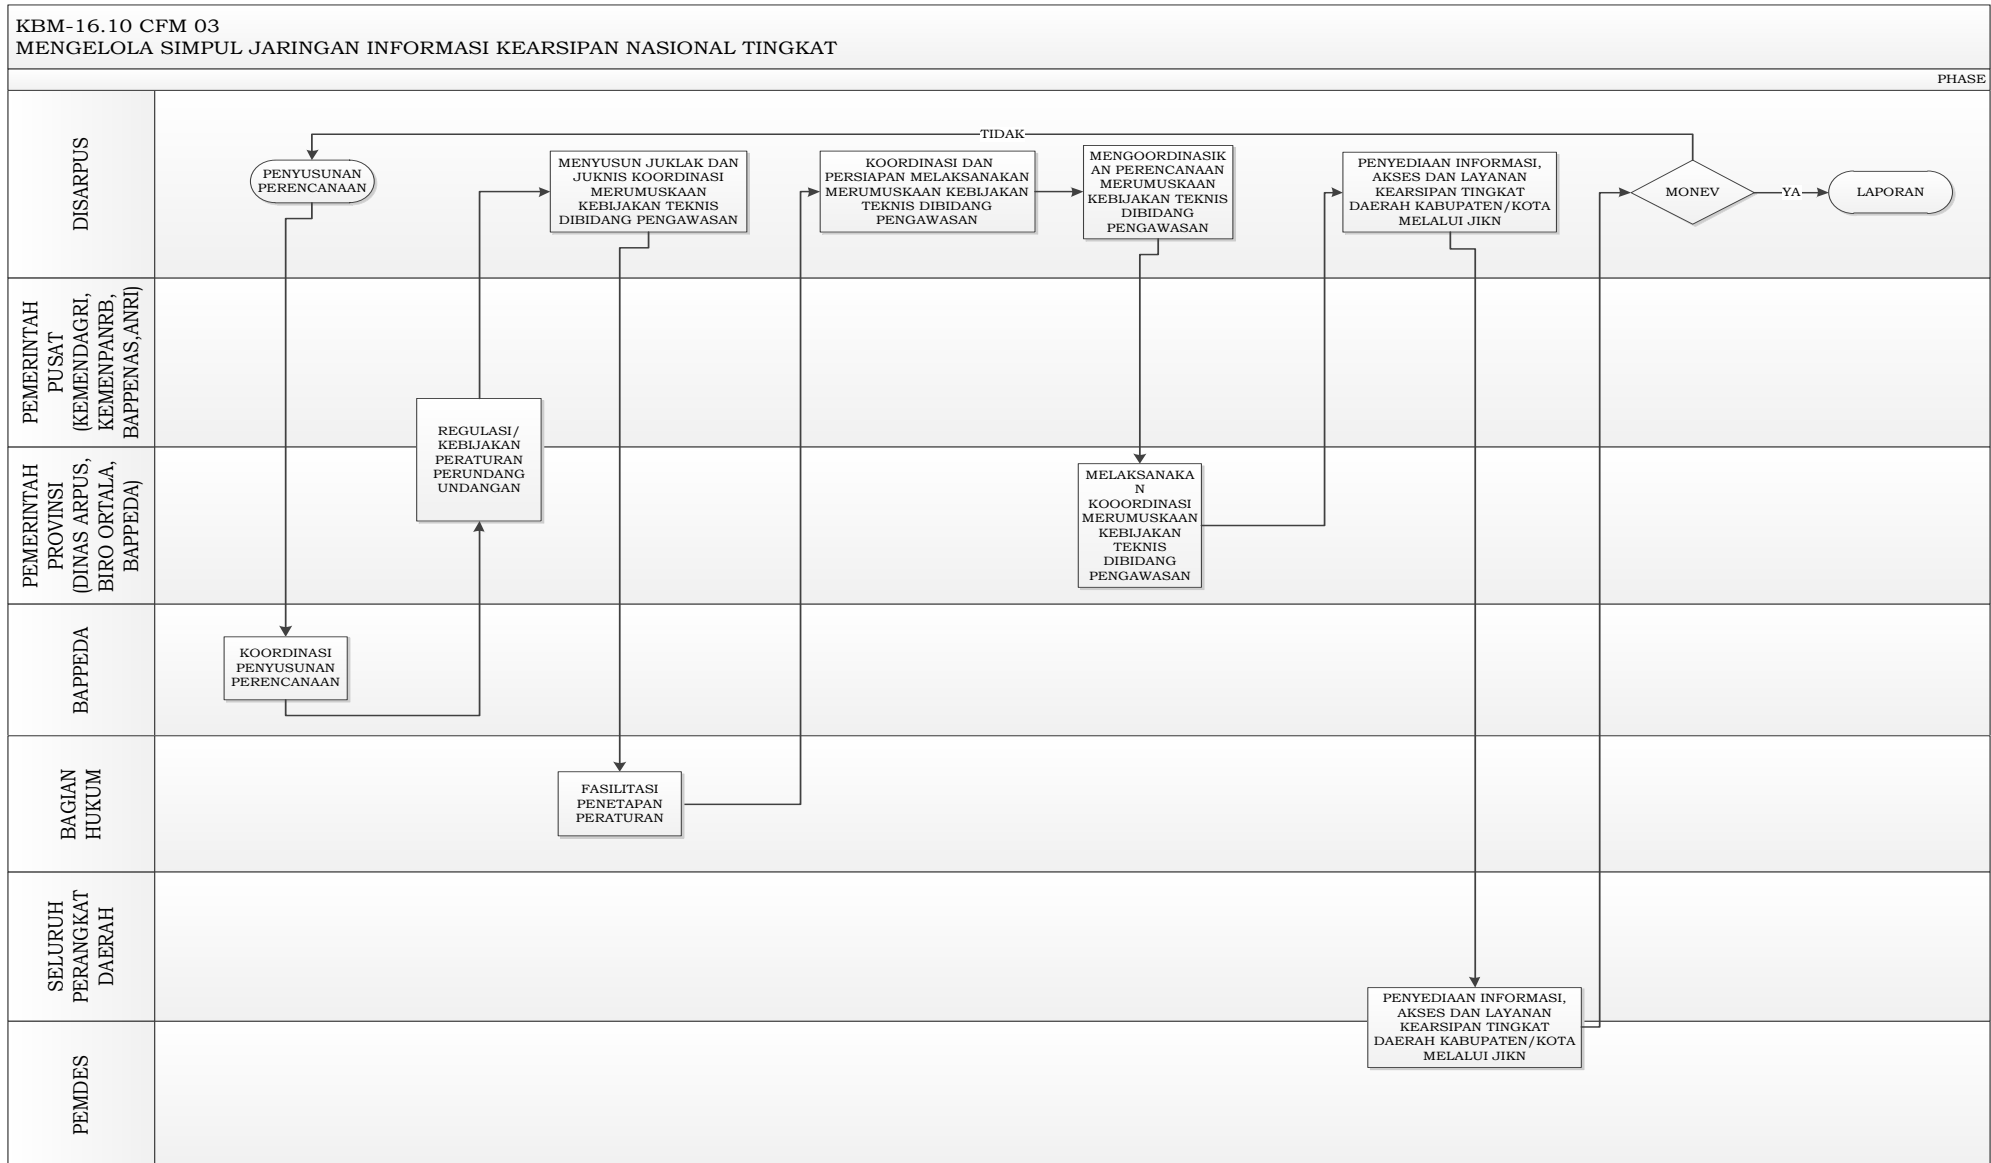 KBM-16.10 CFM 03
MENGELOLA SIMPUL JARINGAN INFORMASI KEARSIPAN NASIONAL TINGKAT
PHASE
DISARPUS
TIDAK
PENYUSUNAN
PERENCANAAN
MENYUSUN JUKLAK DAN
JUKNIS KOORDINASI
MERUMUSKAAN
KEBIJAKAN TEKNIS
DIBIDANG PENGAWASAN
KOORDINASI DAN
PERSIAPAN MELAKSANAKAN
MERUMUSKAAN KEBIJAKAN
TEKNIS DIBIDANG
PENGAWASAN
MENGOORDINASIK
AN PERENCANAAN
MERUMUSKAAN
KEBIJAKAN TEKNIS
DIBIDANG
PENGAWASAN
PENYEDIAAN INFORMASI,
AKSES DAN LAYANAN
KEARSIPAN TINGKAT
DAERAH KABUPATEN/KOTA
MELALUI JIKN
MONEV
YA
LAPORAN
PEMERINTAH
PUSAT
(KEMENDAGRI,
KEMENPANRB,
BAPPENAS,ANRI)
REGULASI/
KEBIJAKAN
PERATURAN
PERUNDANG
UNDANGAN
PEMERINTAH
PROVINSI
(DINAS ARPUS,
BIRO ORTALA,
BAPPEDA)
MELAKSANAKA
N
KOOORDINASI
MERUMUSKAAN
KEBIJAKAN
TEKNIS
DIBIDANG
PENGAWASAN
BAPPEDA
KOORDINASI
PENYUSUNAN
PERENCANAAN
BAGIAN
HUKUM
FASILITASI
PENETAPAN
PERATURAN
SELURUH
PERANGKAT
DAERAH
PENYEDIAAN INFORMASI,
AKSES DAN LAYANAN
KEARSIPAN TINGKAT
DAERAH KABUPATEN/KOTA
MELALUI JIKN
PEMDES